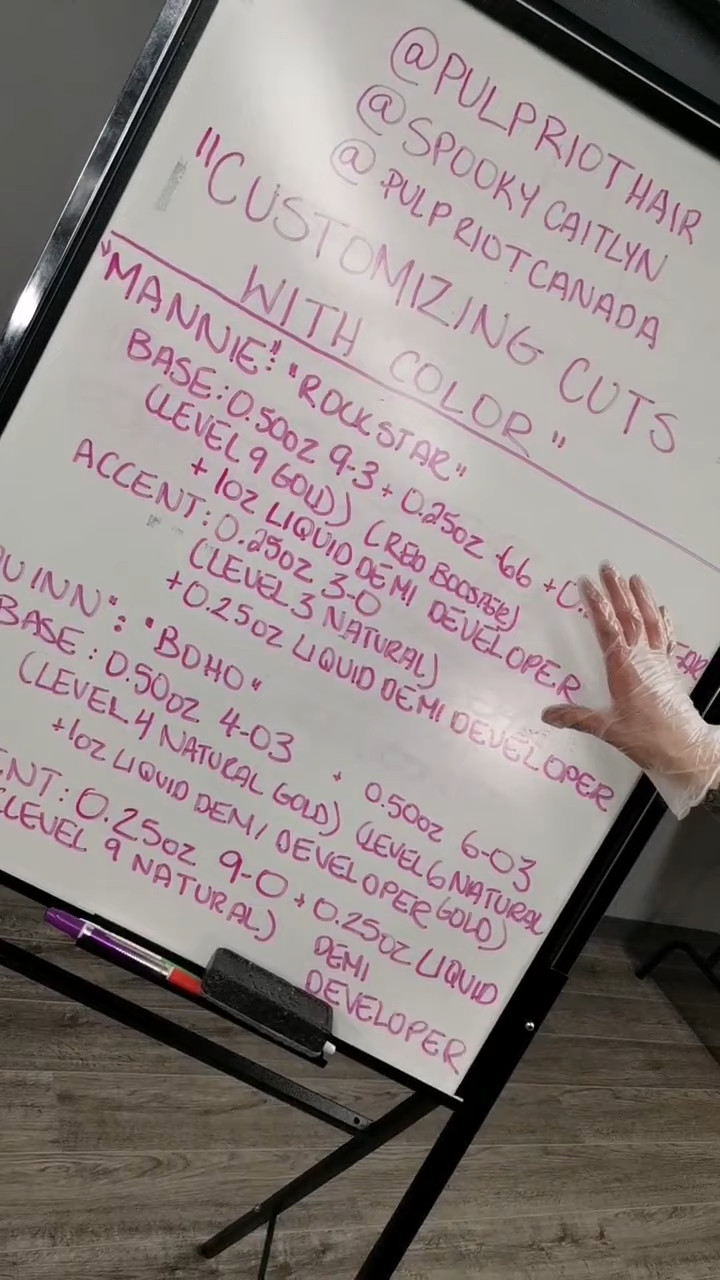 @PULPRIOTHAIR
@SPOOKYCAITLYN
@PULPRIOTCANADA
"CUSTOMIZING CUTS
WITH COLOR"
"MANNIE": "ROCKSTAR"
BASE: 0.50OZ 9-3 + 0.25OZ -66 +
(LEVEL 9 GOLD) (RED BOOSTER)
+ 1OZ LIQUID DEMI DEVELOPER
ACCENT: 0.25OZ 3-0
(LEVEL 3 NATURAL)
+0.25OZ LIQUID DEMI DEVELOPER
UINN": "BOHO"
BASE: 0.50OZ 4-03 + 0.50OZ 6-03
(LEVEL 4 NATURAL GOLD) (LEVEL 6 NATURAL GOLD)
+1OZ LIQUID DEMI DEVELOPER
ENT: 0.25OZ 9-0 + 0.25OZ LIQUID
(LEVEL 9 NATURAL) DEMI
DEVELOPER